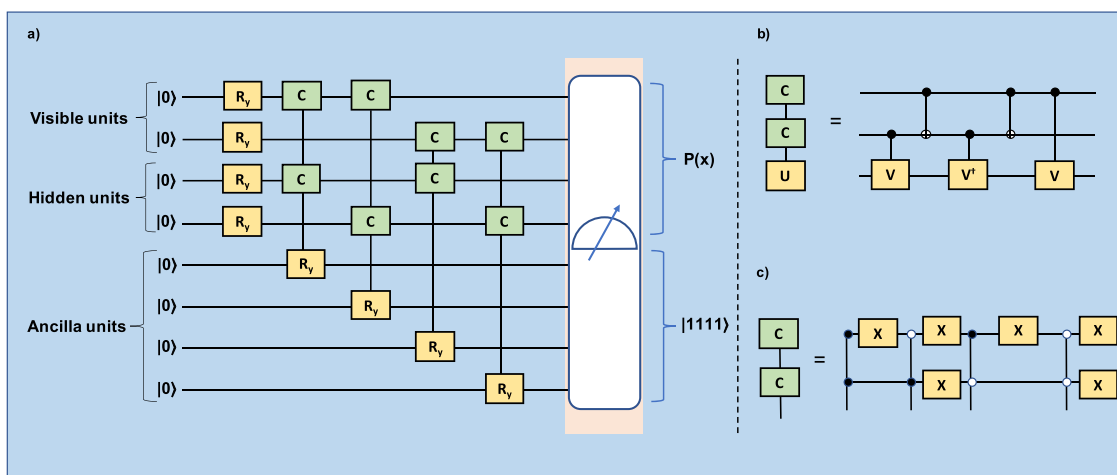 a)
Visible units
Hidden units
Ancilla units
|0⟩ R_y C C
|0⟩ R_y C C
|0⟩ R_y C C
|0⟩ R_y C C
|0⟩ R_y
|0⟩ R_y
|0⟩ R_y
|0⟩ R_y
P(x)
|1111⟩
b)
C
C
U
=
V V† V
c)
C
C
=
X X X X
X X